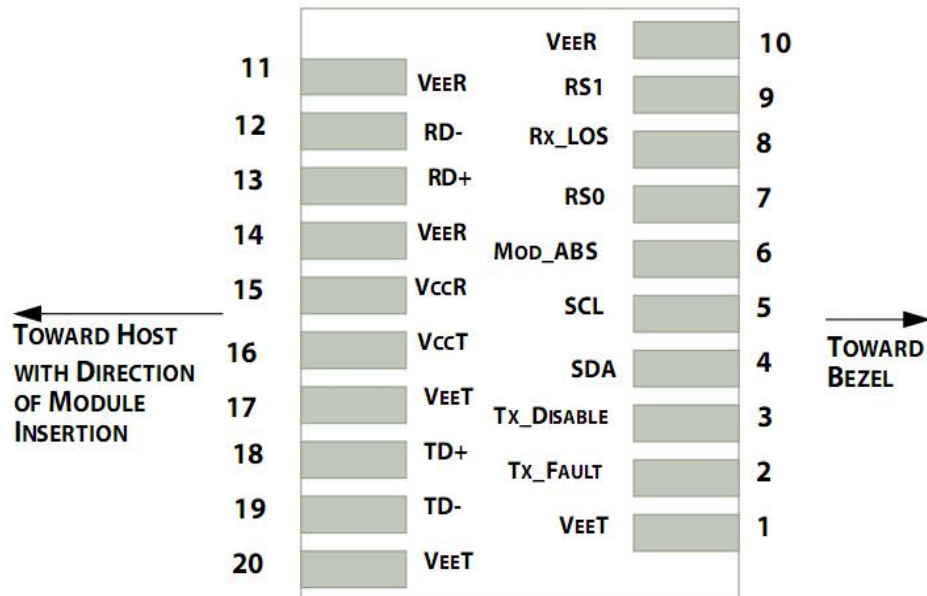 VEER 10
11 VEER
RS1 9
12 RD-
Rx_LOS 8
13 RD+
RS0 7
14 VEER
MOD_ABS 6
15 VCCR
SCL 5
16 VCCT
SDA 4
17 VEET
TX_DISABLE 3
18 TD+
TX_FAULT 2
19 TD-
VEET 1
20 VEET
TOWARD HOST
WITH DIRECTION
OF MODULE
INSERTION
TOWARD
BEZEL